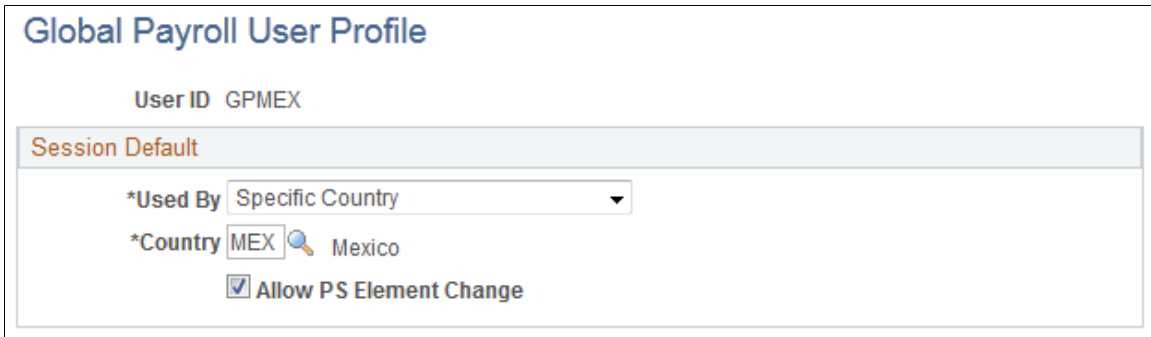 Global Payroll User Profile
User ID GPMEX
Session Default
*Used By Specific Country
*Country MEX Mexico
Allow PS Element Change